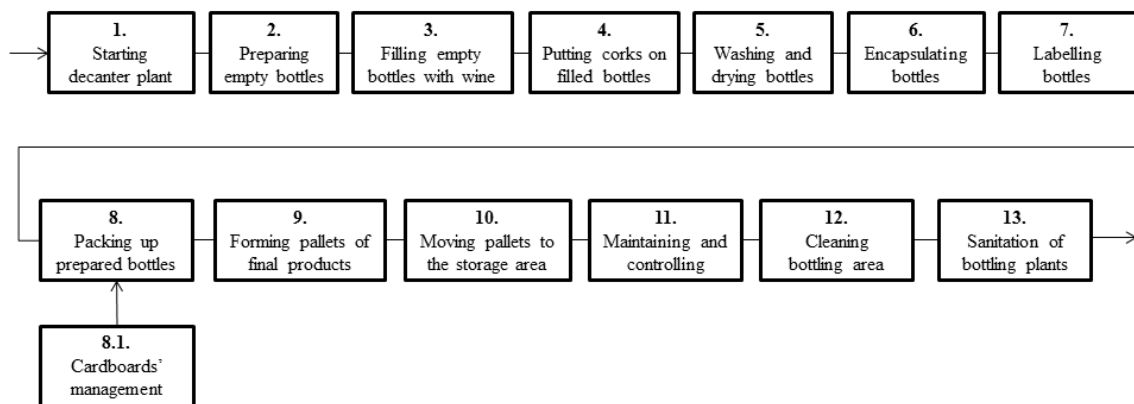 1.
Starting
decanter plant
2.
Preparing
empty bottles
3.
Filling empty
bottles with wine
4.
Putting corks on
filled bottles
5.
Washing and
drying bottles
6.
Encapsulating
bottles
7.
Labelling
bottles
8.
Packing up
prepared bottles
9.
Forming pallets of
final products
10.
Moving pallets to
the storage area
11.
Maintaining and
controlling
12.
Cleaning
bottling area
13.
Sanitation of
bottling plants
8.1.
Cardboards’
management